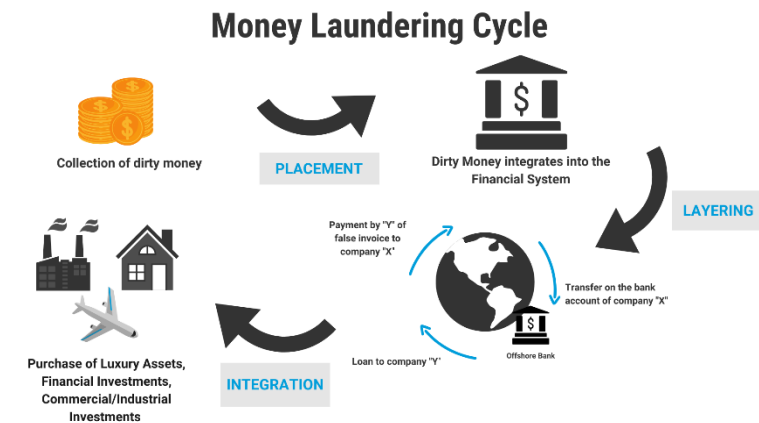 Money Laundering Cycle
$
$
$
$
Collection of dirty money
PLACEMENT
Dirty Money integrates into the
Financial System
LAYERING
Payment by "Y" of
false invoice to
company "X"
Transfer on the bank
account of company "X"
$
Offshore Bank
Loan to company "Y"
INTEGRATION
Purchase of Luxury Assets,
Financial Investments,
Commercial/Industrial
Investments